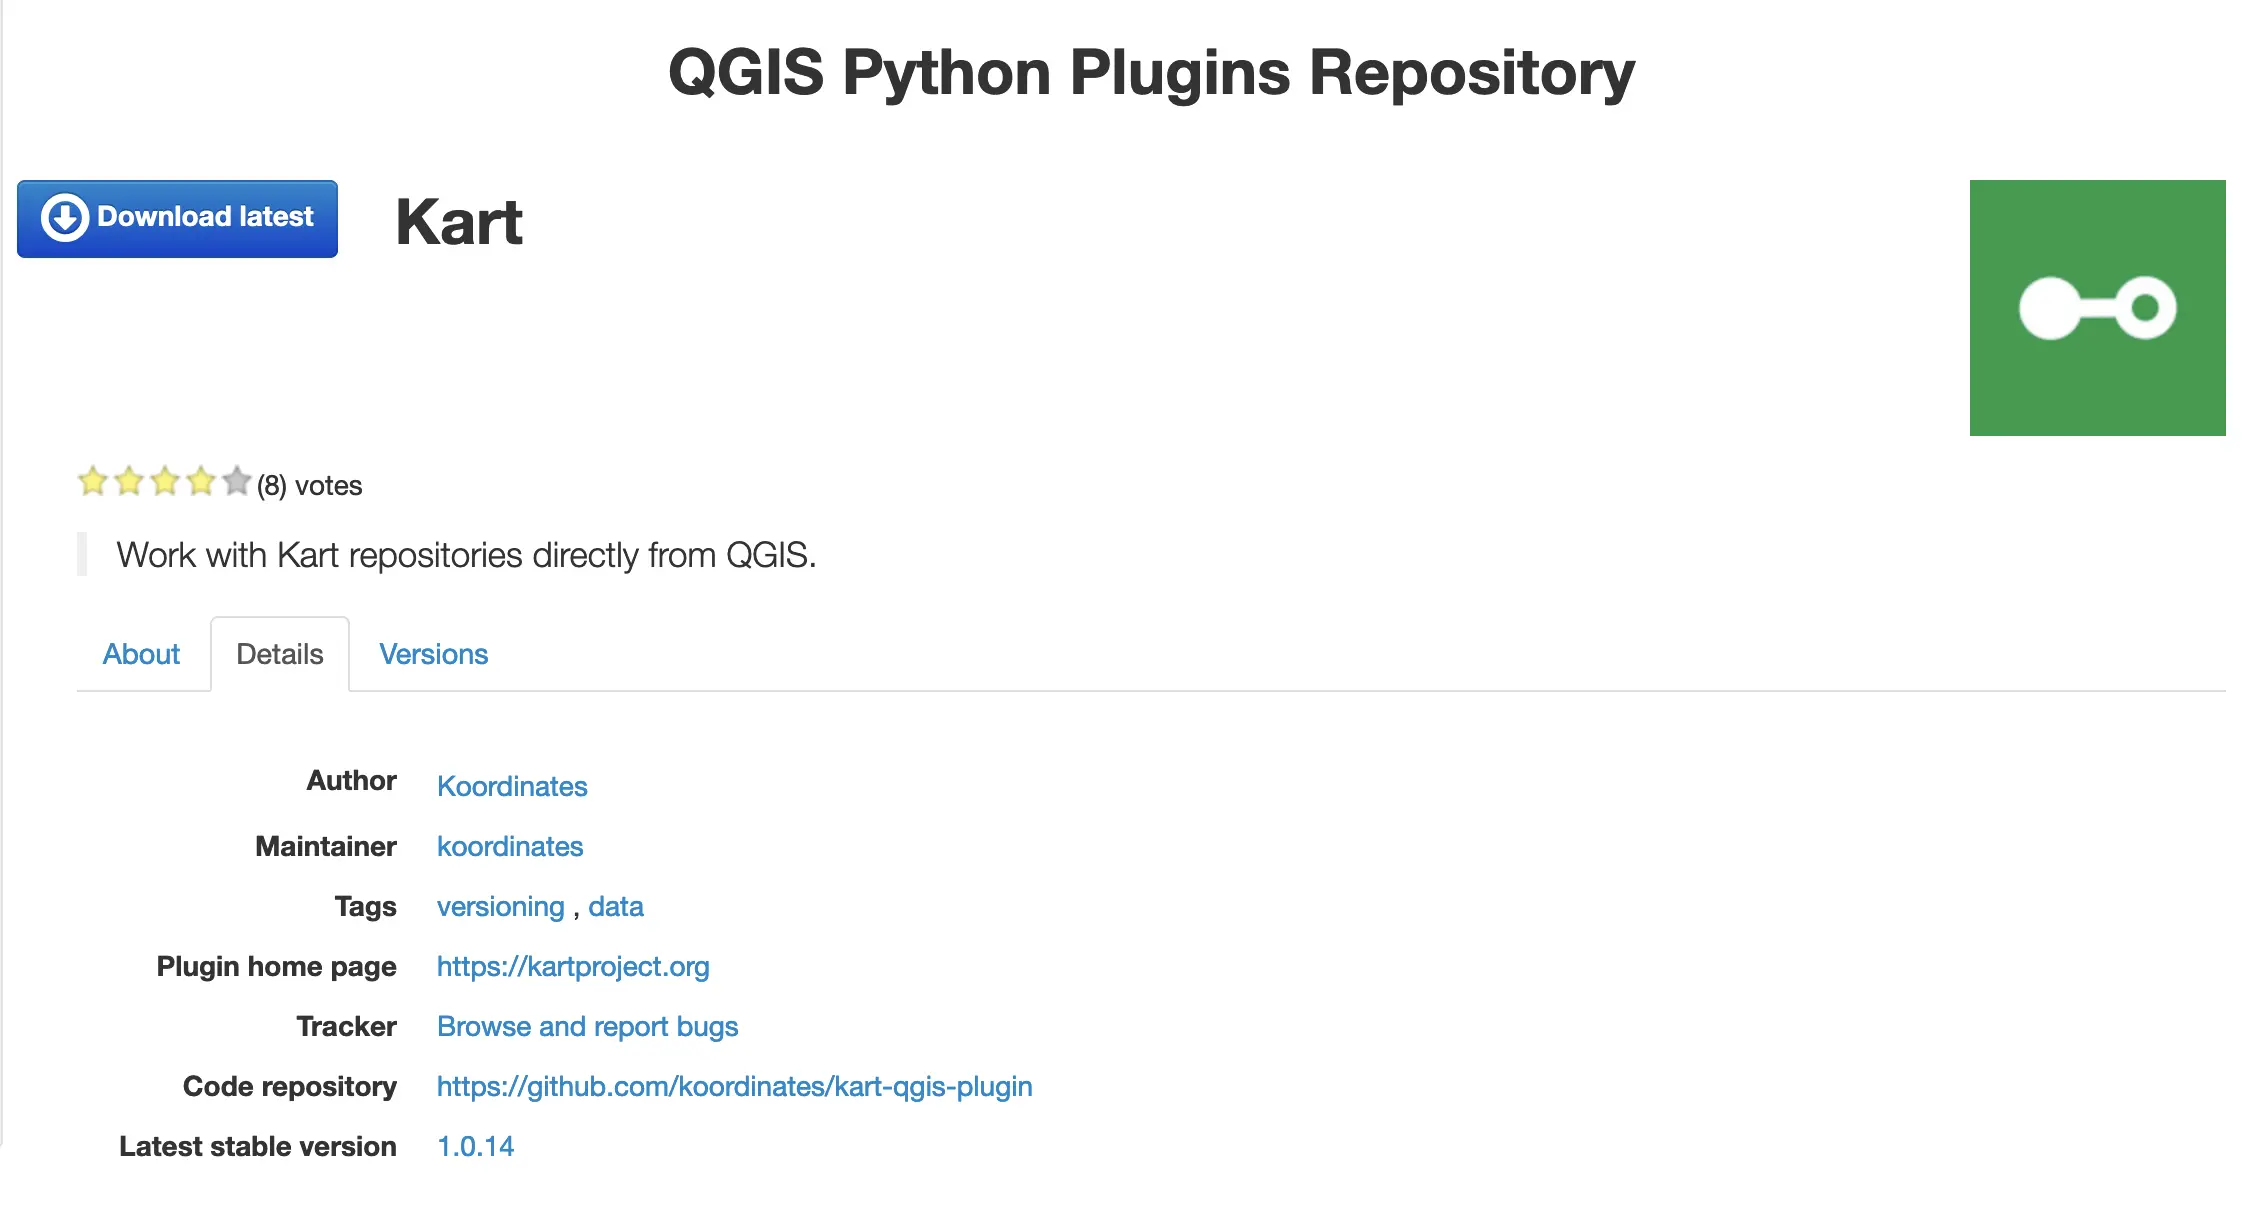 QGIS Python Plugins Repository
Download latest
Kart
(8) votes
Work with Kart repositories directly from QGIS.
About Details Versions
Author Koordinates
Maintainer koordinates
Tags versioning , data
Plugin home page https://kartproject.org
Tracker Browse and report bugs
Code repository https://github.com/koordinates/kart-qgis-plugin
Latest stable version 1.0.14